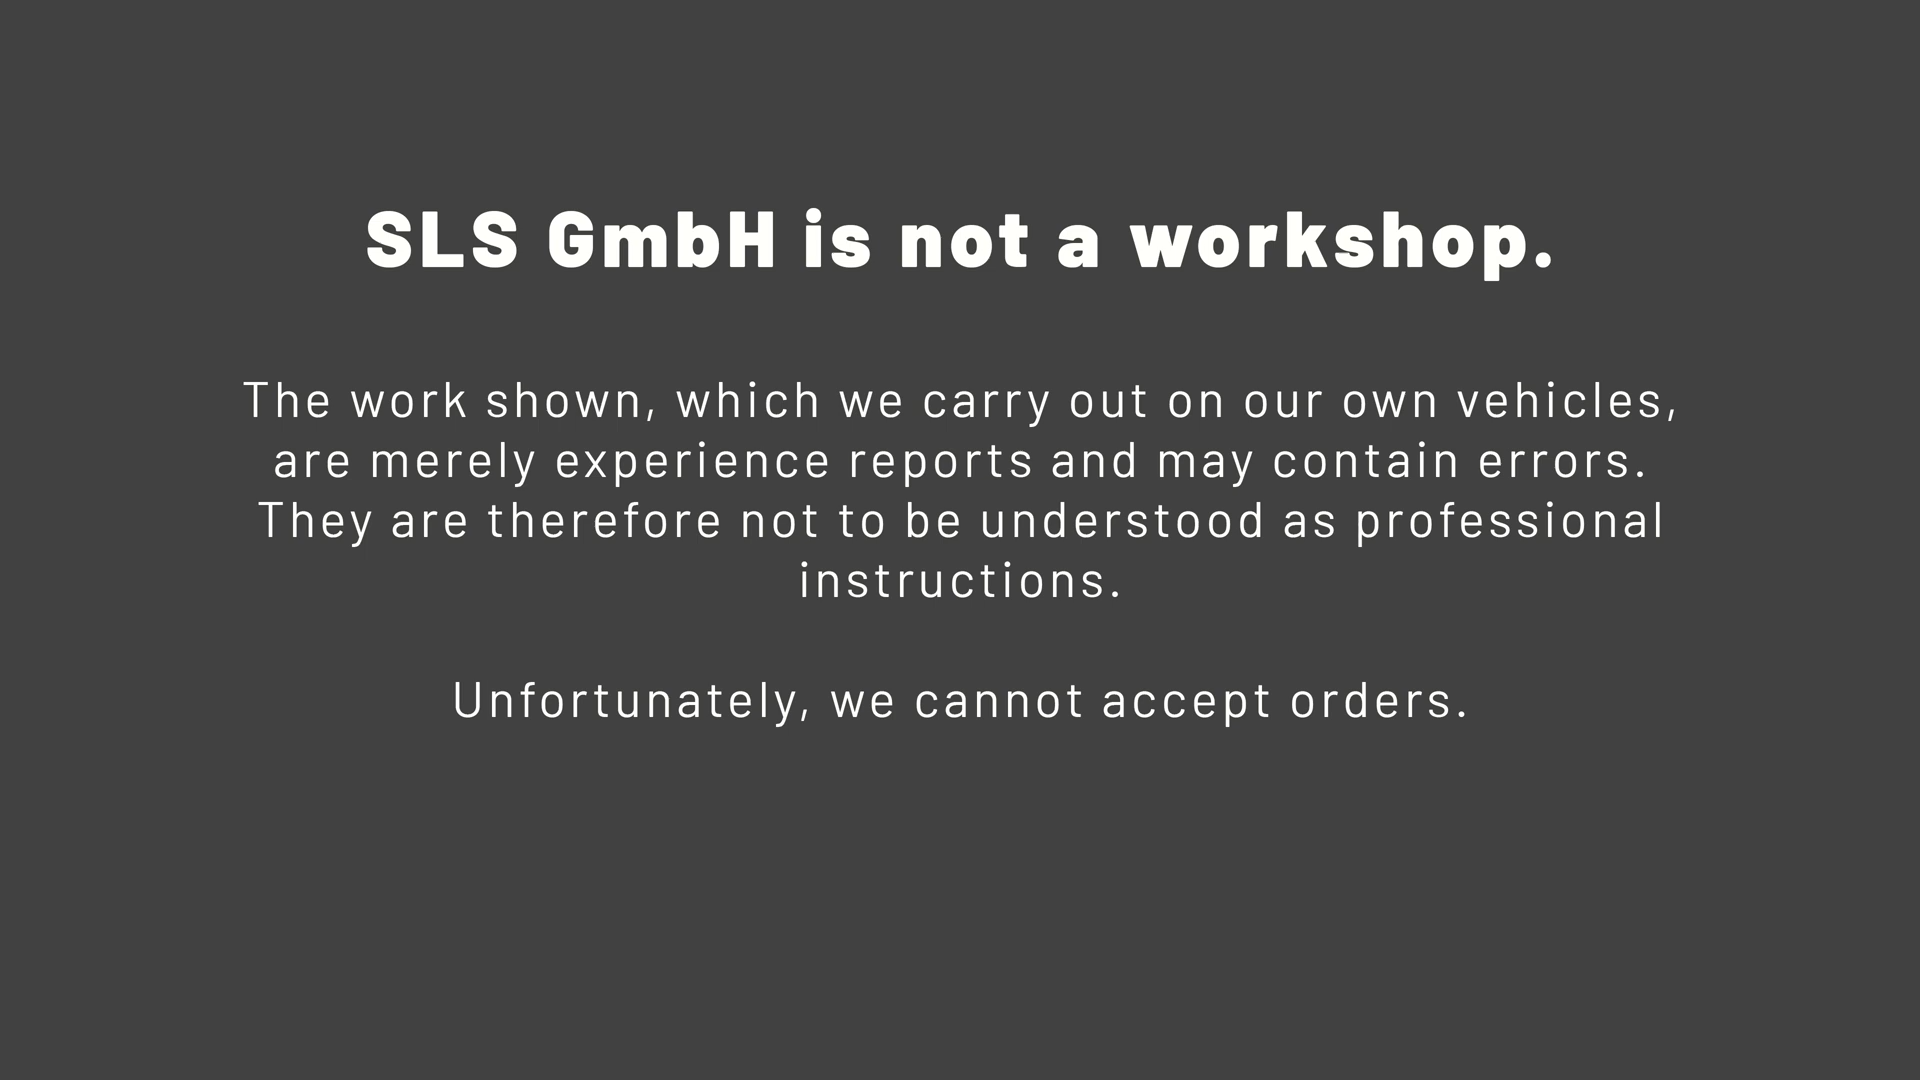 SLS GmbH is not a workshop.
The work shown, which we carry out on our own vehicles,
are merely experience reports and may contain errors.
They are therefore not to be understood as professional
instructions.
Unfortunately, we cannot accept orders.